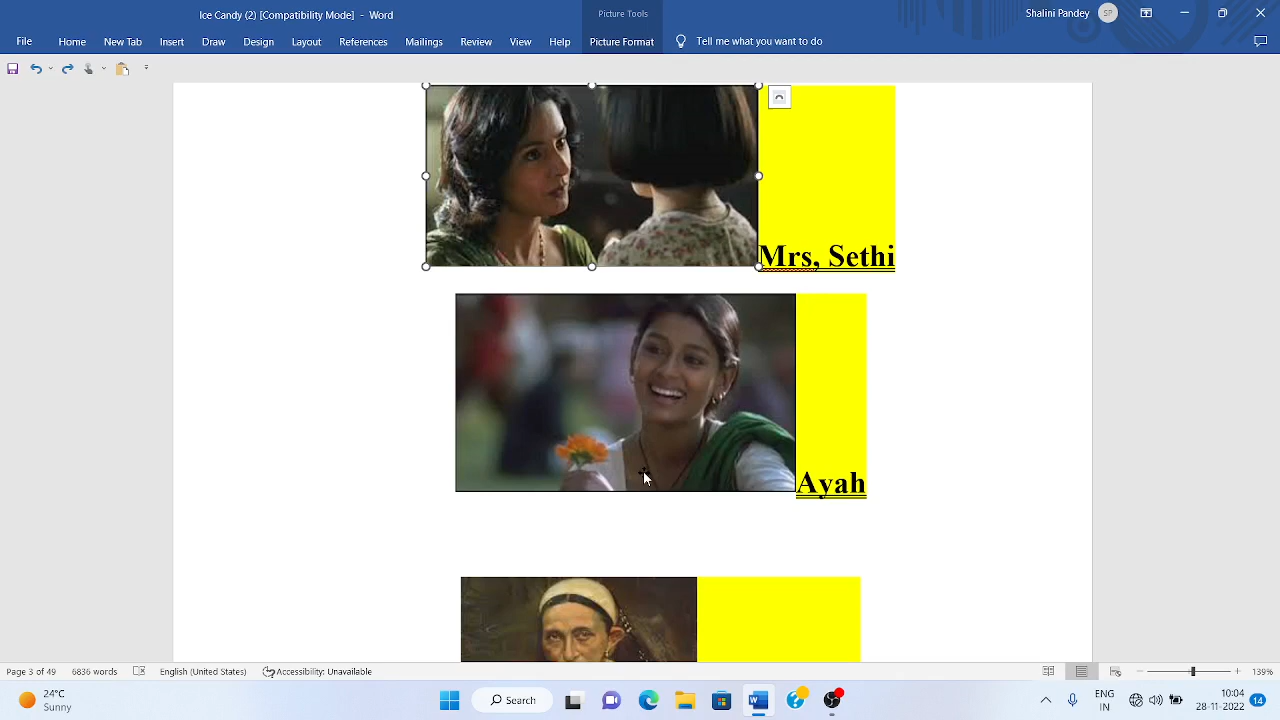 Ice Candy (2) [Compatibility Mode] - Word
Picture Tools
Shalini Pandey
SP
File Home New Tab Insert Draw Design Layout References Mailings Review View Help Picture Format Tell me what you want to do
Mrs, Sethi
Ayah
Page 3 of 49 6836 words English (United States) Accessibility: Unavailable 139%
24°C
Sunny
Search
ENG
IN
10:04
28-11-2022
14